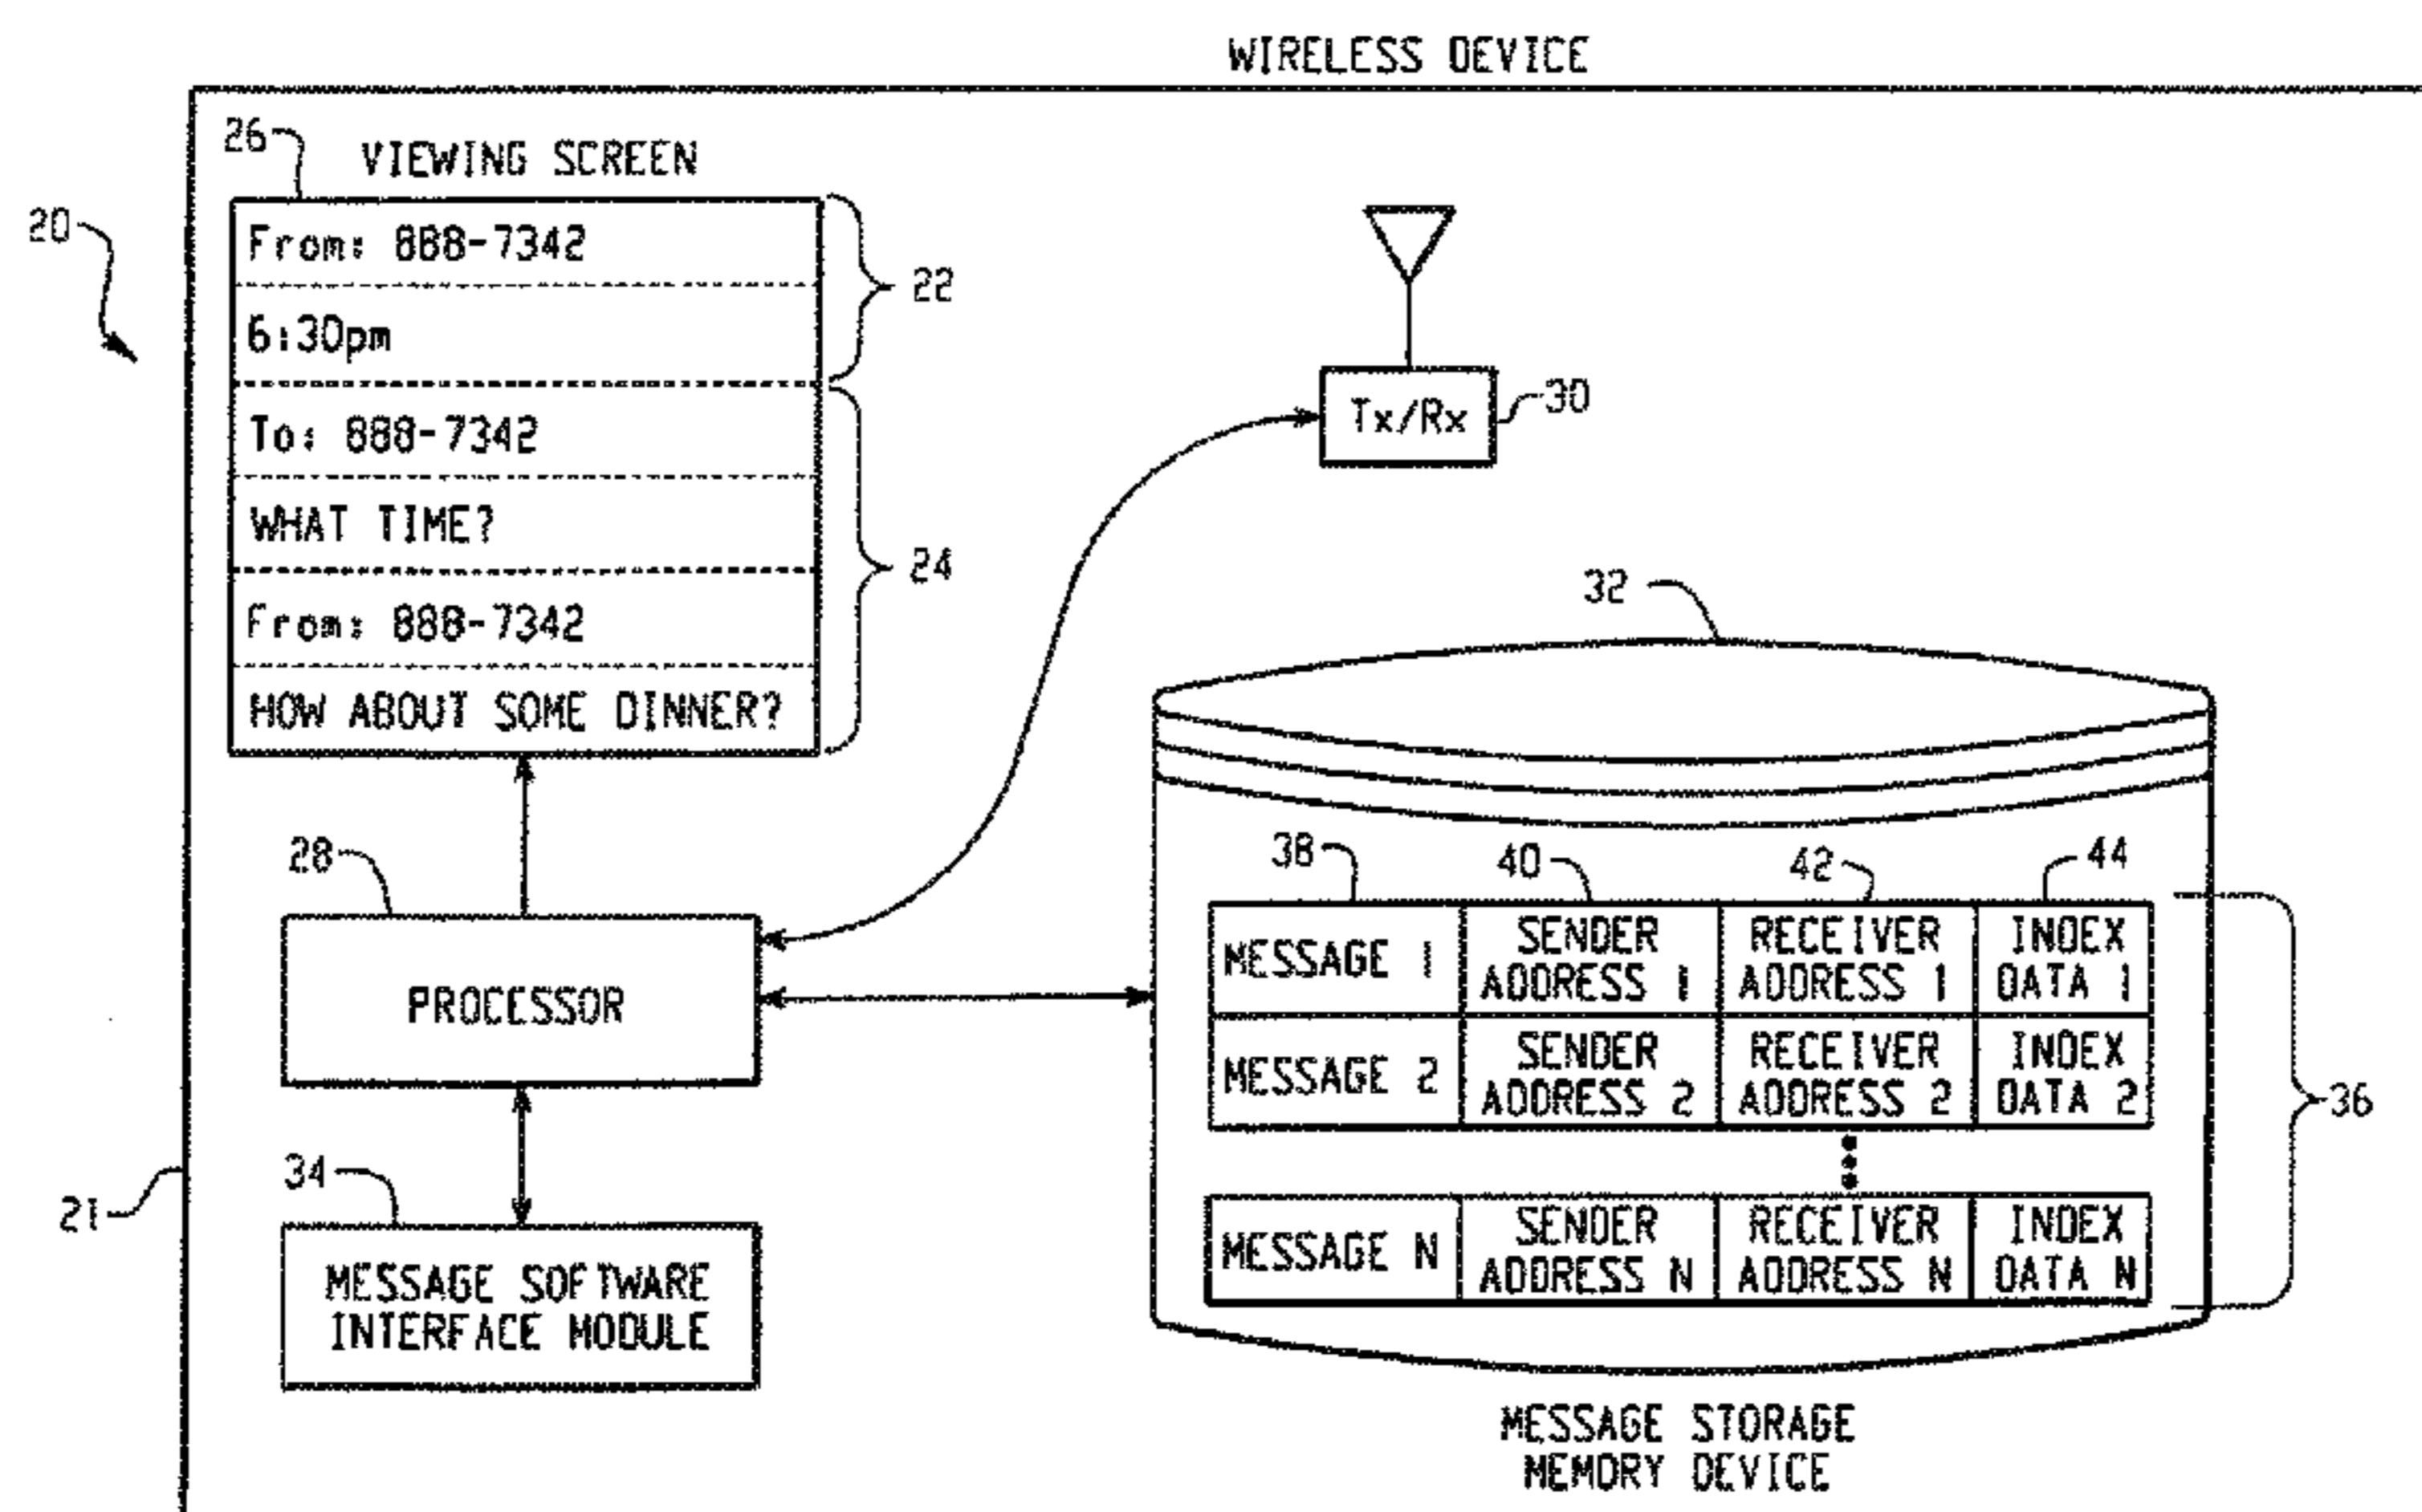 WIRELESS DEVICE
26
VIEWING SCREEN
20
From: 888-7342
22
6:30pm
To: 888-7342
Tx/Rx
30
WHAT TIME?
24
32
From: 888-7342
HOW ABOUT SOME DINNER?
28
38
40
42
44
PROCESSOR
MESSAGE 1
SENDER
ADDRESS 1
RECEIVER
ADDRESS 1
INDEX
DATA 1
MESSAGE 2
SENDER
ADDRESS 2
RECEIVER
ADDRESS 2
INDEX
DATA 2
36
34
21
MESSAGE N
SENDER
ADDRESS N
RECEIVER
ADDRESS N
INDEX
DATA N
MESSAGE SOFTWARE
INTERFACE MODULE
MESSAGE STORAGE
MEMORY DEVICE